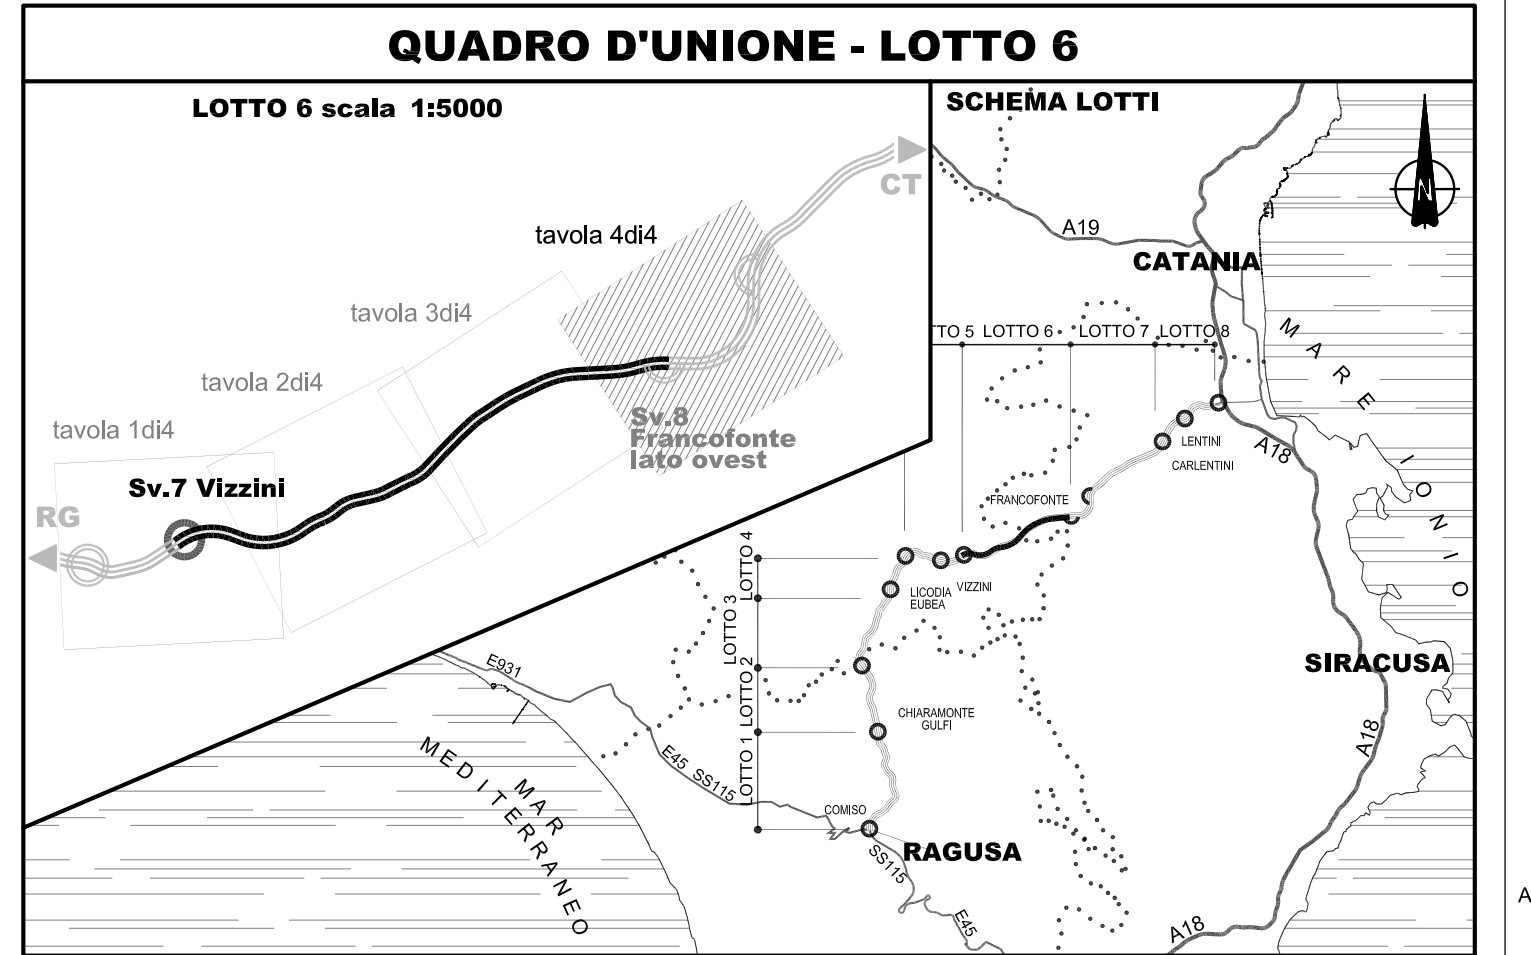 QUADRO D'UNIONE - LOTTO 6
LOTTO 6 scala 1:5000
SCHEMA LOTTI
CT
tavola 4di4
tavola 3di4
tavola 2di4
tavola 1di4
Sv.7 Vizzini
Sv.8
Francofonte
lato ovest
RG
N
A19
CATANIA
TTO 5 LOTTO 6 LOTTO 7 LOTTO 8
MARE IONIO
LENTINI
CARLENTINI
A18
FRANCOFONTE
LICODIA
EUBEA
VIZZINI
LOTTO 4
LOTTO 3
LOTTO 2
LOTTO 1
SIRACUSA
CHIARAMONTE
GULFI
E931
E45 SS115
A18
COMISO
RAGUSA
SS115
E45
A18
MAR
MEDITERRANEO
A